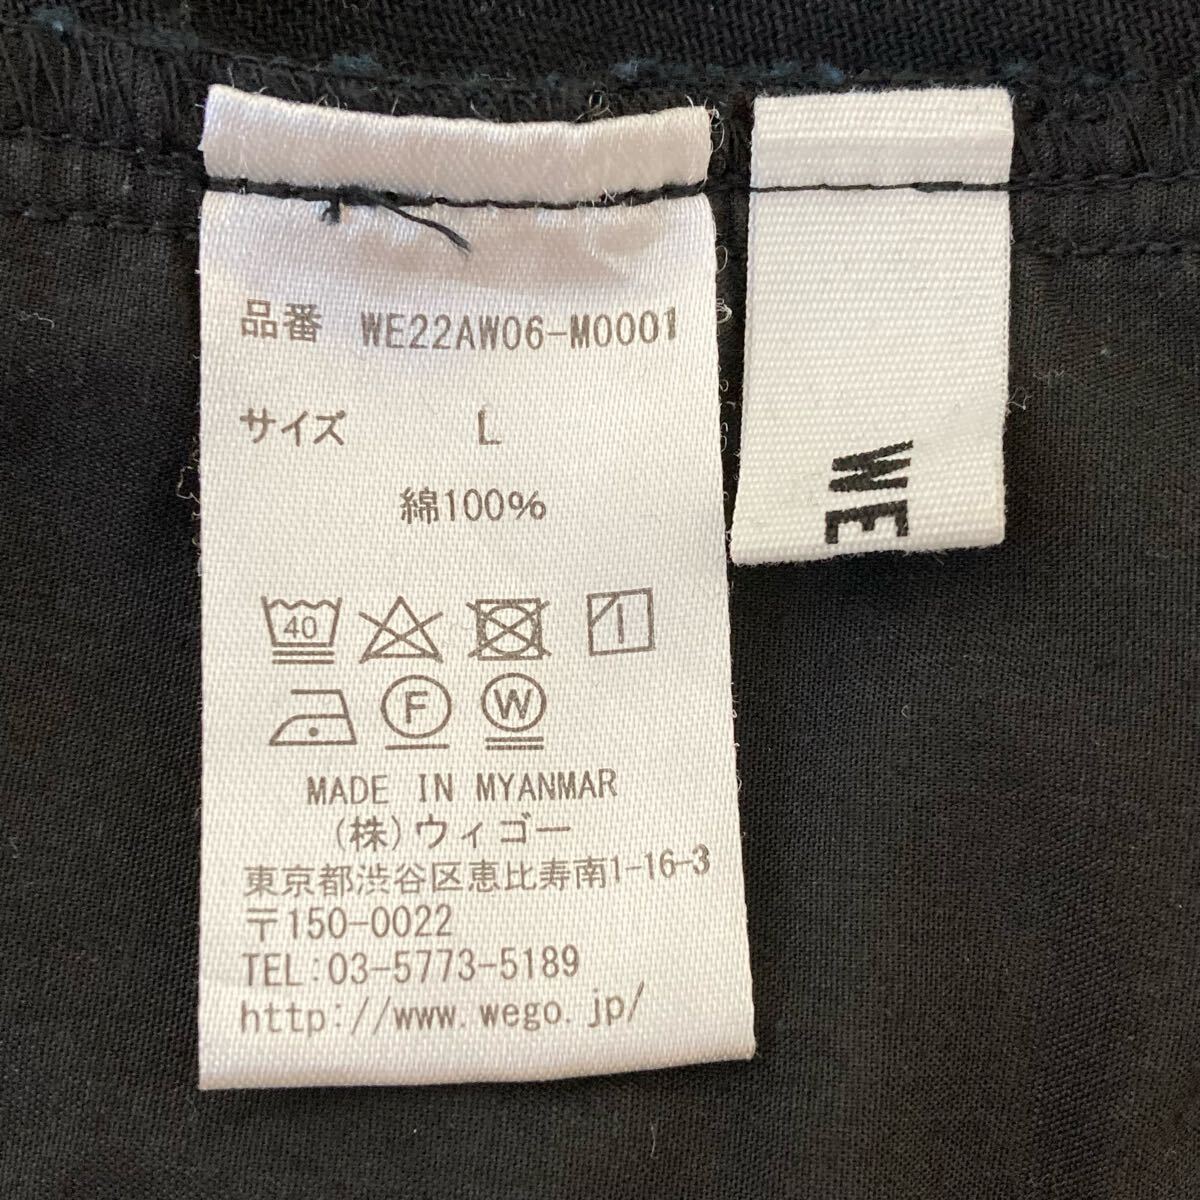 品番 WE22AW06-M0001
サイズ L
綿100%
40
F W
MADE IN MYANMAR
(株)ウィゴー
東京都渋谷区恵比寿南1-16-3
〒150-0022
TEL:03-5773-5189
http://www.wego.jp/
WE